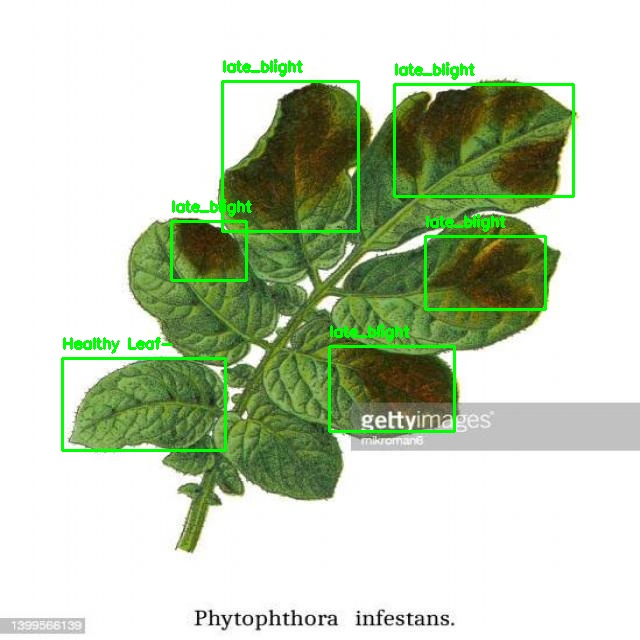 late_blight
late_blight
late_blight
late_blight
late_blight
Healthy Leaf-
gettyimages®
mikroman6
Phytophthora infestans.
1399566139